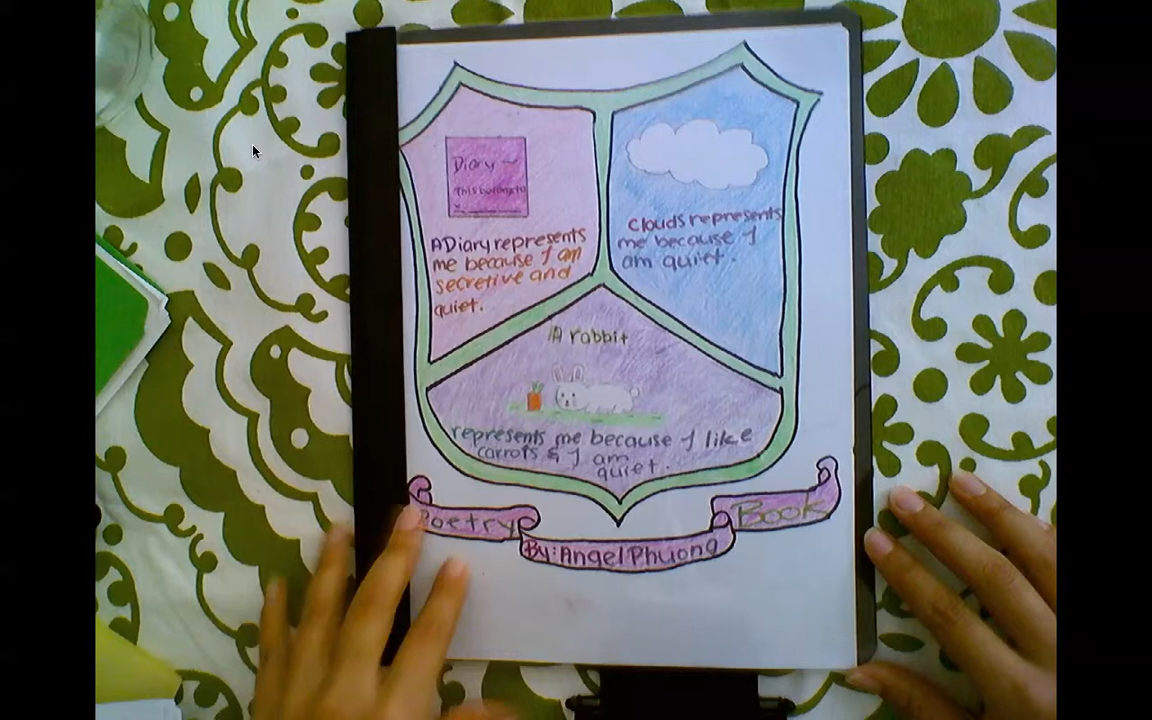 Diary
This belongs to
A Diary represents
me because I am
secretive and
quiet.
Clouds represents
me because I
am quiet.
A rabbit
represents me because I like
carrots & I am
quiet.
Poetry
Book
By: Angel Phuong